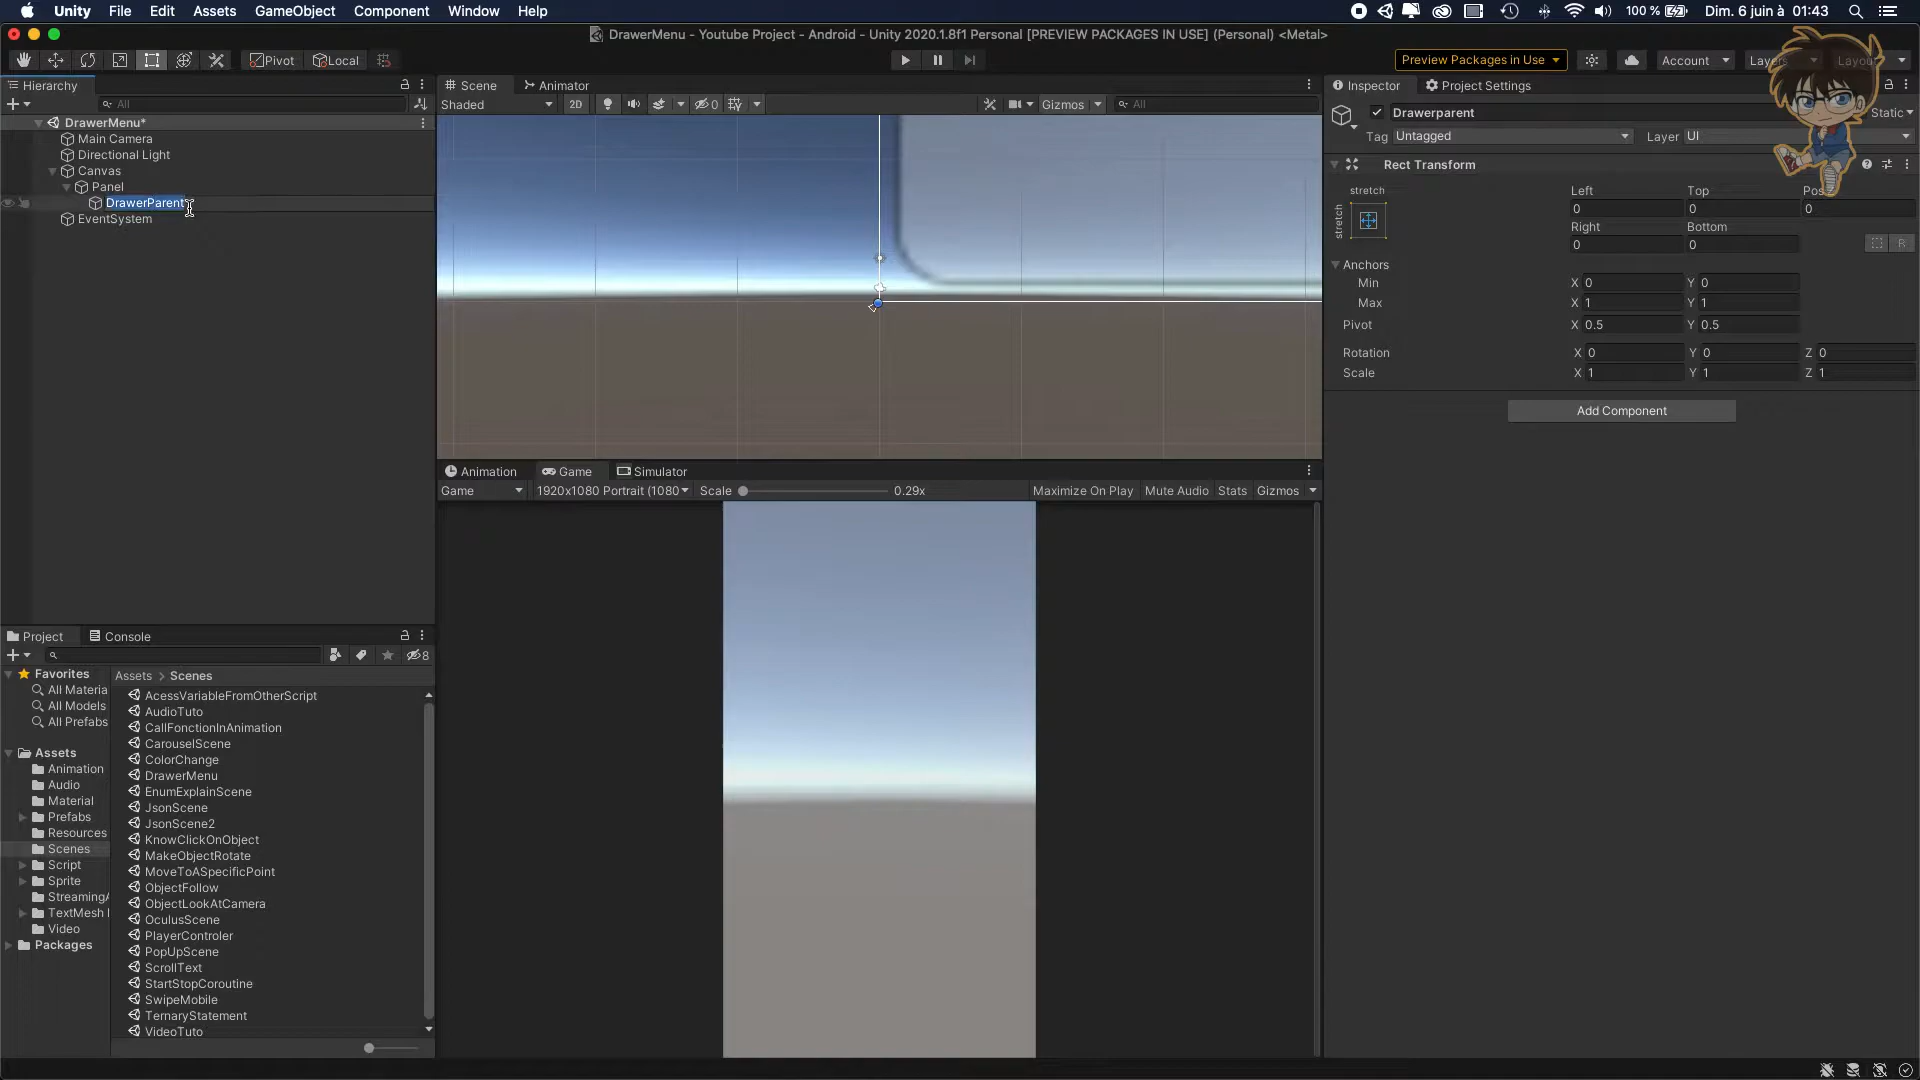 Unity File Edit Assets GameObject Component Window Help
100 % Dim. 6 juin à 01:43
DrawerMenu - Youtube Project - Android - Unity 2020.1.8f1 Personal [PREVIEW PACKAGES IN USE] (Personal) <Metal>
Pivot Local
Preview Packages in Use Account Layers Layout
Hierarchy
All
DrawerMenu*
Main Camera
Directional Light
Canvas
Panel
DrawerParent
EventSystem
Scene Animator
Shaded 2D 0 Gizmos All
Inspector Project Settings
Drawerparent Static
Tag Untagged Layer UI
Rect Transform
stretch Left Top Pos
stretch 0 0 0
Right Bottom
0 0 R
Anchors
Min X 0 Y 0
Max X 1 Y 1
Pivot X 0.5 Y 0.5
Rotation X 0 Y 0 Z 0
Scale X 1 Y 1 Z 1
Add Component
Animation Game Simulator
Game 1920x1080 Portrait (1080 Scale 0.29x Maximize On Play Mute Audio Stats Gizmos
Project Console
8
Favorites
All Materia
All Models
All Prefabs
Assets
Animation
Audio
Material
Prefabs
Resources
Scenes
Script
Sprite
StreamingA
TextMesh
Video
Packages
Assets > Scenes
AcessVariableFromOtherScript
AudioTuto
CallFonctionInAnimation
CarouselScene
ColorChange
DrawerMenu
EnumExplainScene
JsonScene
JsonScene2
KnowClickOnObject
MakeObjectRotate
MoveToASpecificPoint
ObjectFollow
ObjectLookAtCamera
OculusScene
PlayerControler
PopUpScene
ScrollText
StartStopCoroutine
SwipeMobile
TernaryStatement
VideoTuto